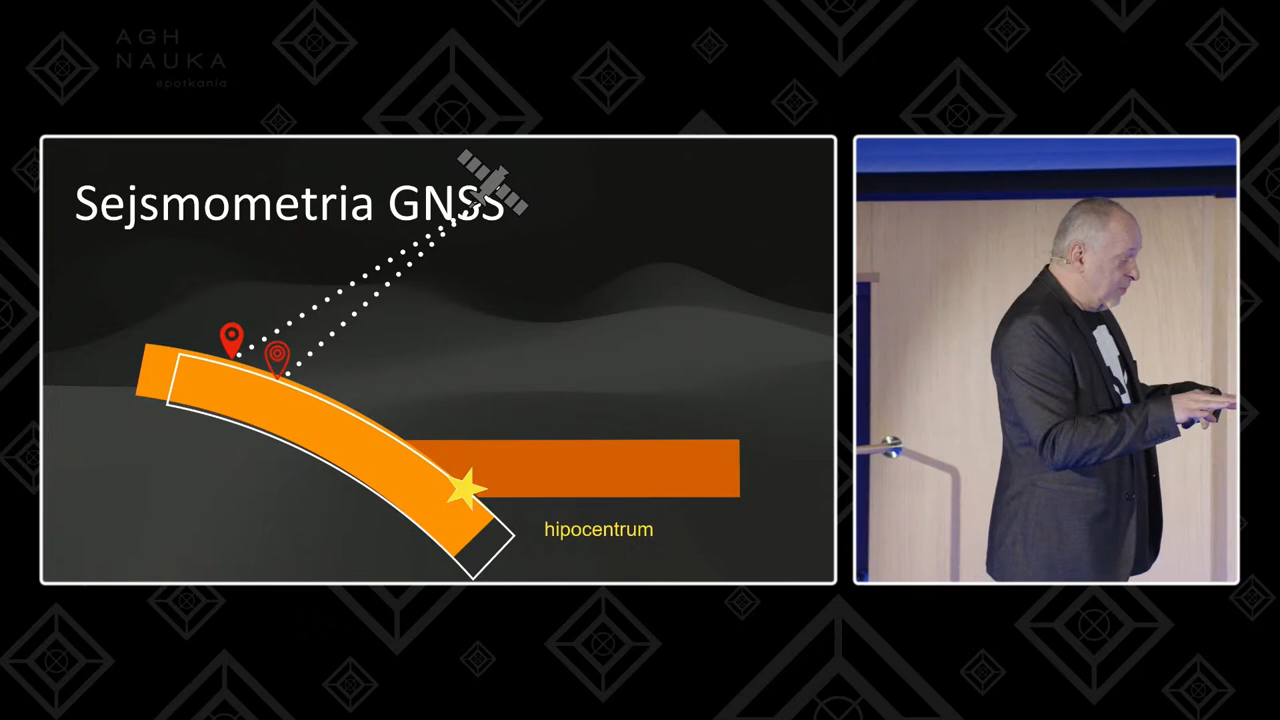 AGH
NAUKA
spotkania
Sejsmometria GNSS
hipocentrum